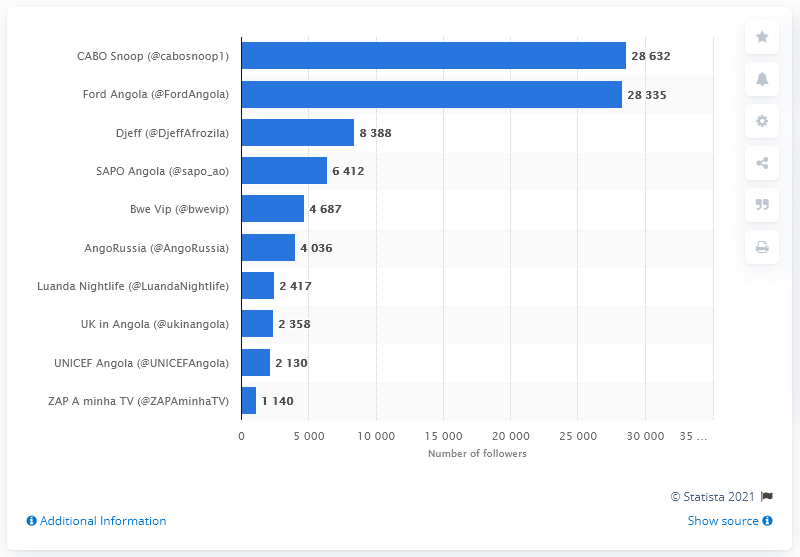 CABO Snoop (@cabosnoop1) 28 632
Ford Angola (@FordAngola) 28 335
Djeff (@DjeffAfrozila) 8 388
SAPO Angola (@sapo_ao) 6 412
Bwe Vip (@bwevip) 4 687
AngoRussia (@AngoRussia) 4 036
Luanda Nightlife (@LuandaNightlife) 2 417
UK in Angola (@ukinangola) 2 358
UNICEF Angola (@UNICEFAngola) 2 130
ZAP A minha TV (@ZAPAminhaTV) 1 140
0 5 000 10 000 15 000 20 000 25 000 30 000 35 ...
Number of followers
© Statista 2021
Additional Information Show source